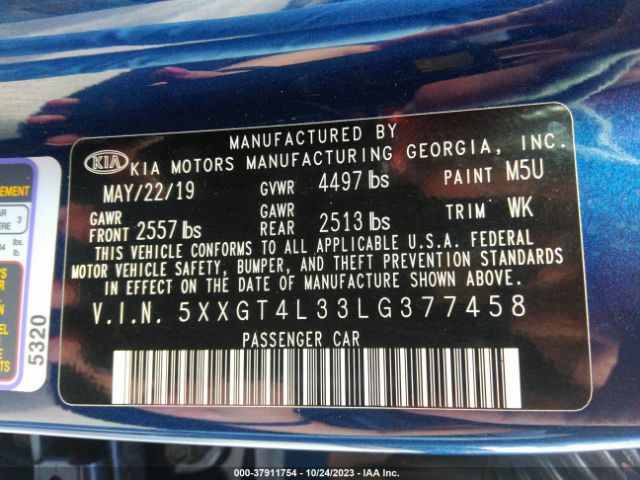 MANUFACTURED BY
KIA KIA MOTORS MANUFACTURING GEORGIA, INC.
MAY/22/19 GVWR 4497 lbs PAINT M5U
GAWR FRONT 2557 lbs GAWR REAR 2513 lbs TRIM WK
THIS VEHICLE CONFORMS TO ALL APPLICABLE U.S.A. FEDERAL
MOTOR VEHICLE SAFETY, BUMPER, AND THEFT PREVENTION STANDARDS
IN EFFECT ON THE DATE OF MANUFACTURE SHOWN ABOVE.
V.I.N. 5XXGT4L33LG377458
PASSENGER CAR
5320
000-37911754 - 10/24/2023 - IAA Inc.